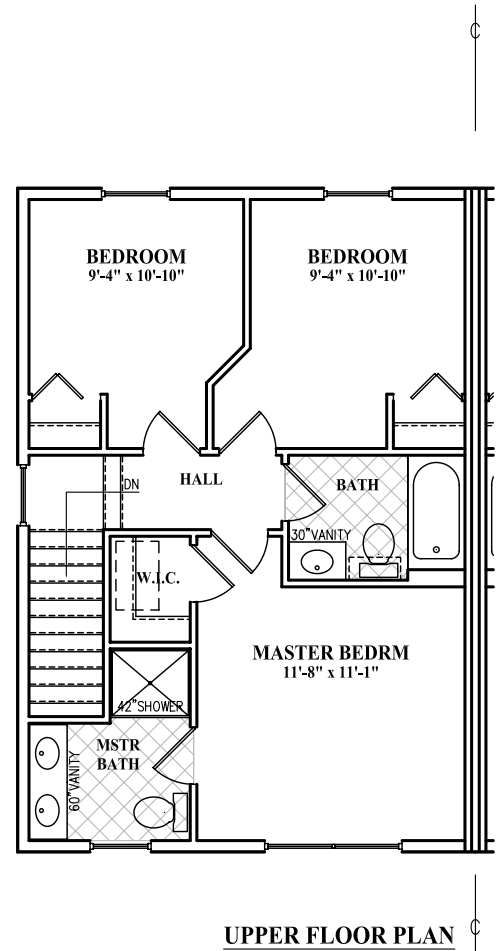 BEDROOM
9'-4" x 10'-10"
BEDROOM
9'-4" x 10'-10"
DN
HALL
BATH
30"VANITY
W.I.C.
MASTER BEDRM
11'-8" x 11'-1"
42"SHOWER
MSTR
BATH
60"VANITY
UPPER FLOOR PLAN